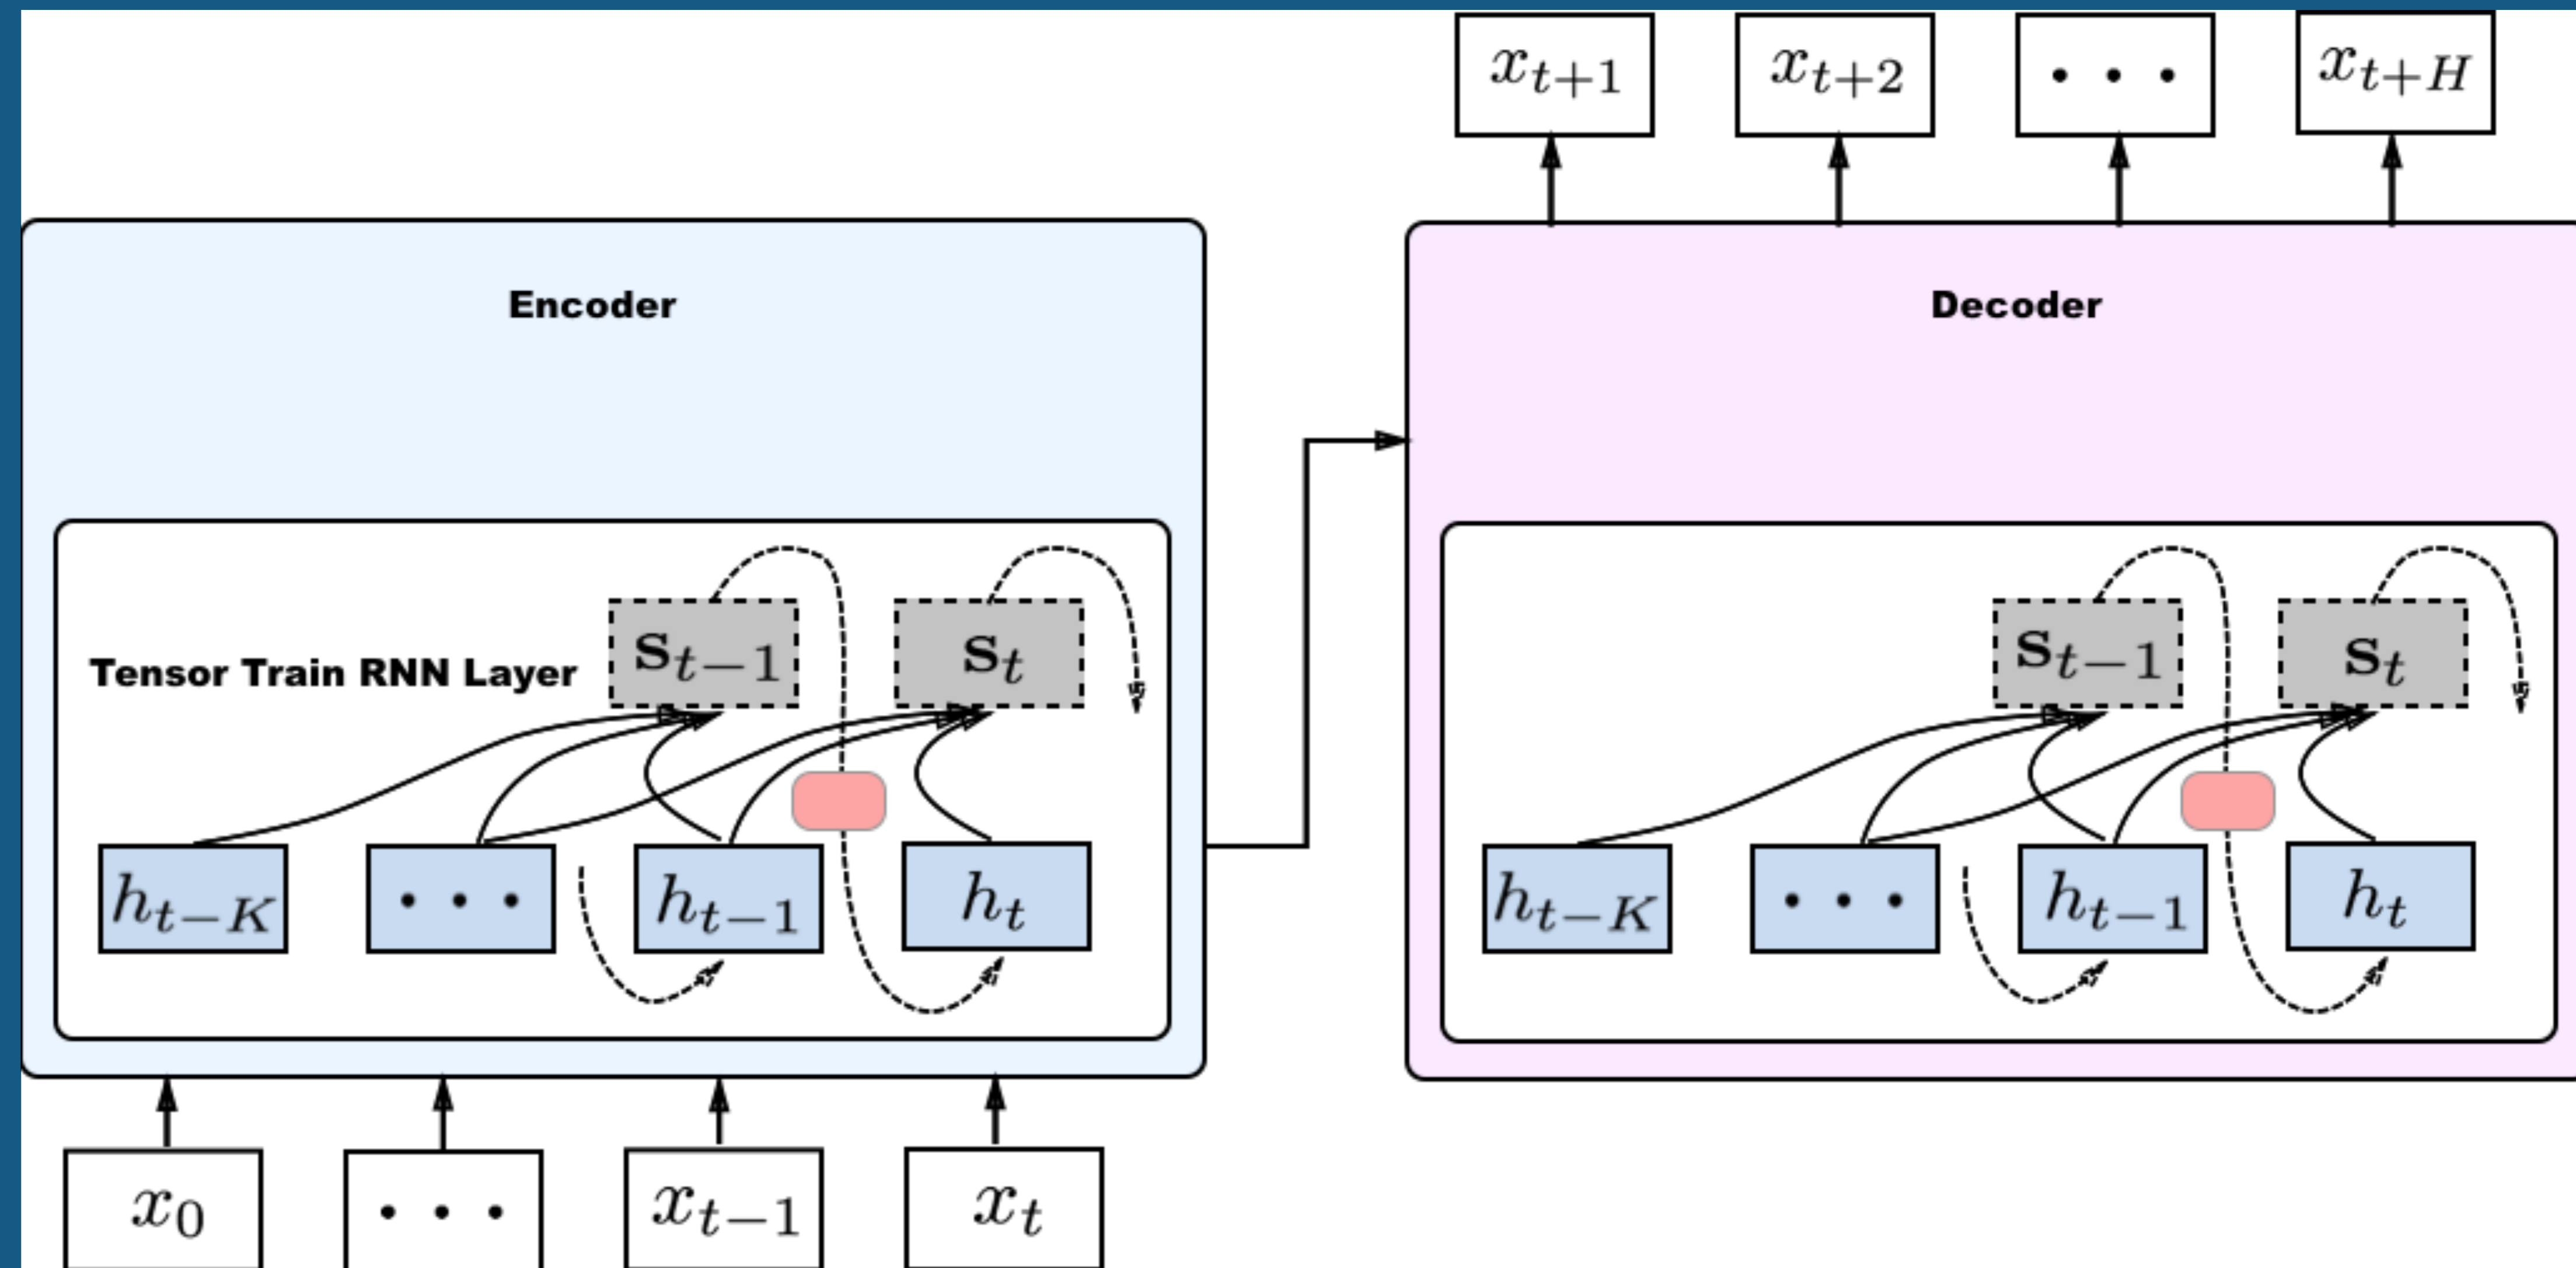 x_{t+1} x_{t+2} · · · x_{t+H}
Encoder
Decoder
Tensor Train RNN Layer
s_{t−1} s_t
h_{t−K} · · · h_{t−1} h_t
s_{t−1} s_t
h_{t−K} · · · h_{t−1} h_t
x_0 · · · x_{t−1} x_t